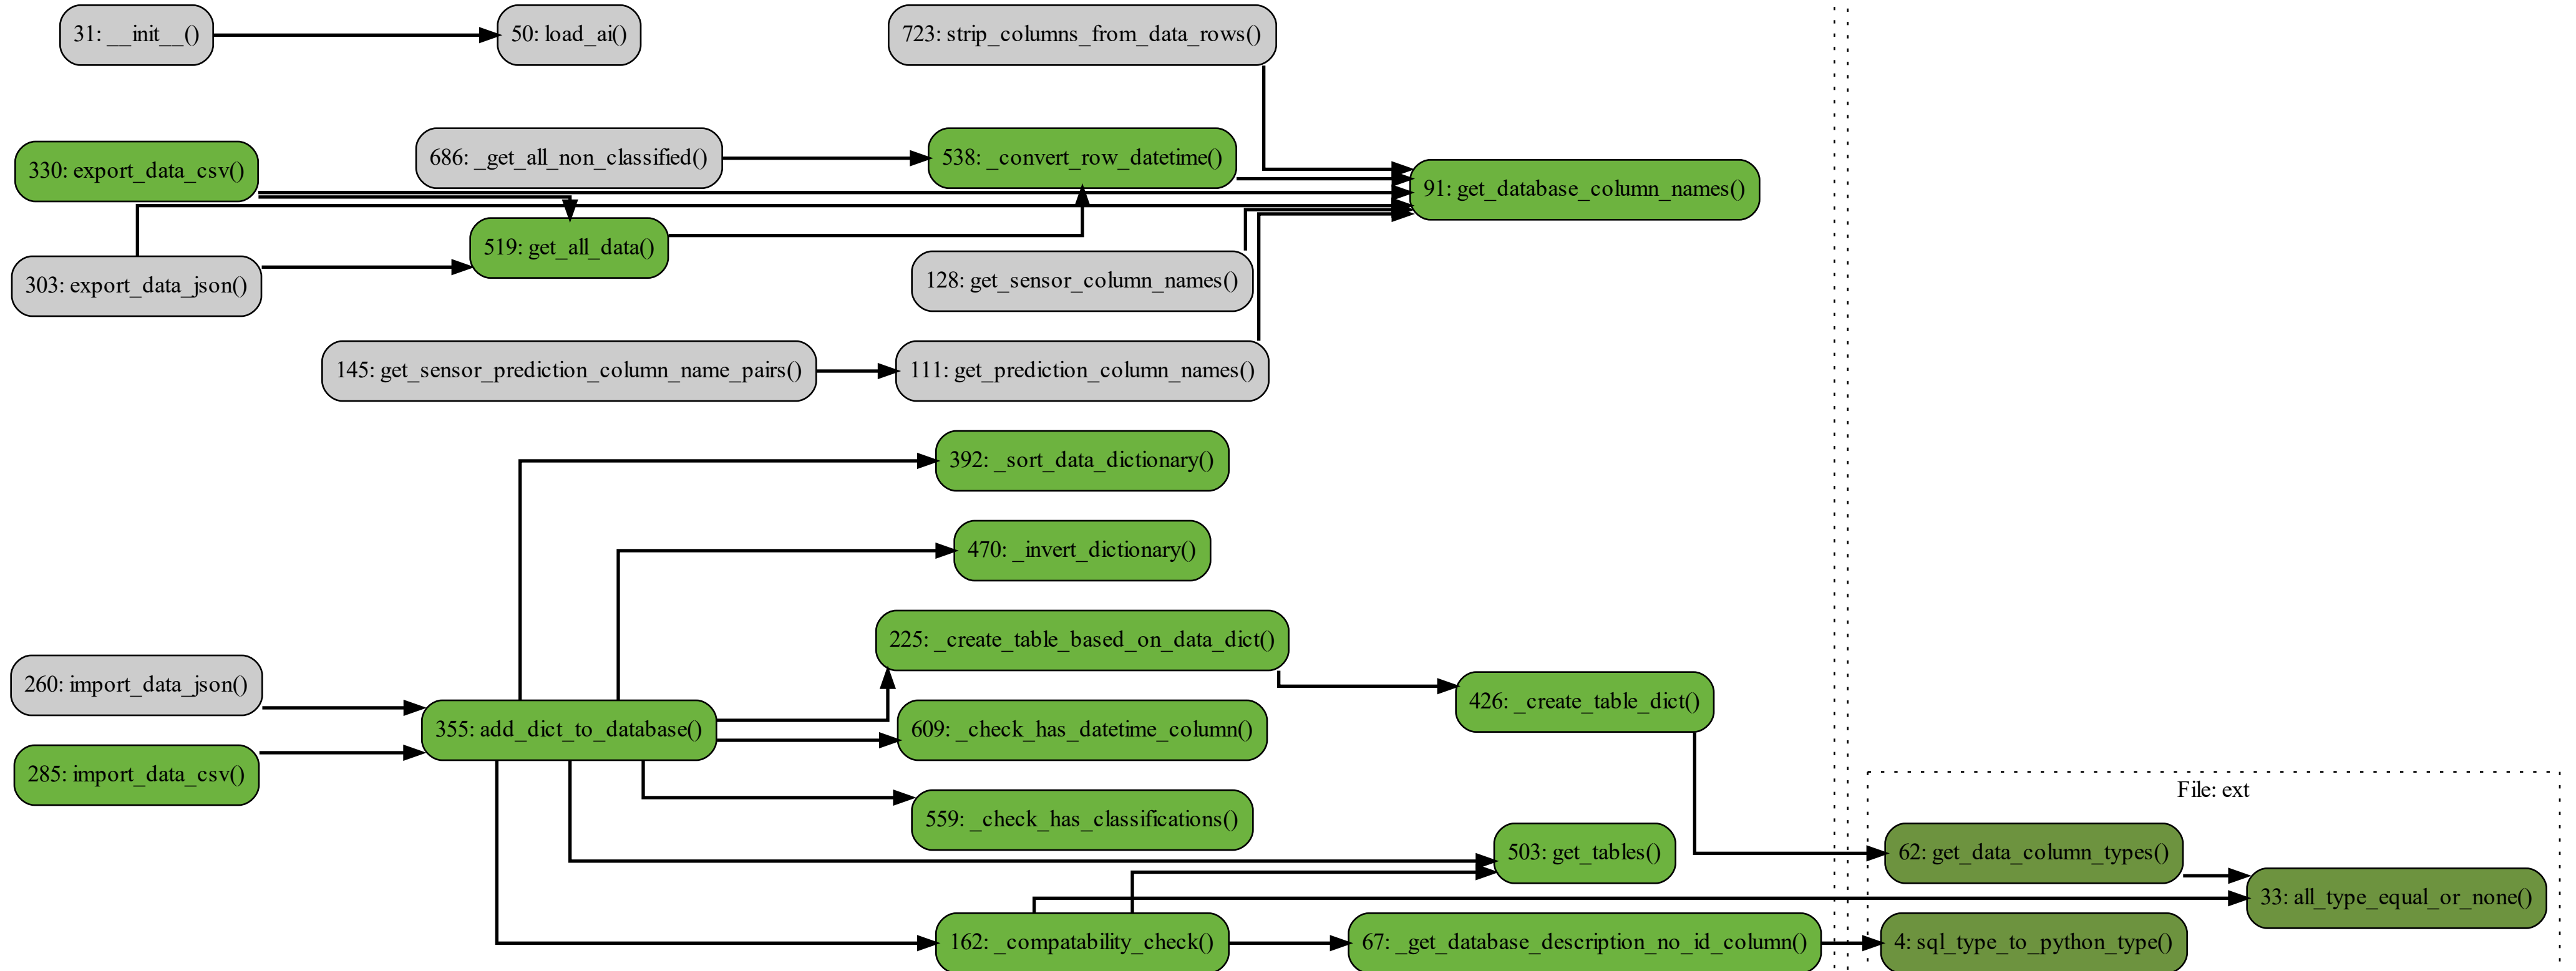 31: __init__()
50: load_ai()
723: strip_columns_from_data_rows()
330: export_data_csv()
686: _get_all_non_classified()
538: _convert_row_datetime()
91: get_database_column_names()
519: get_all_data()
303: export_data_json()
128: get_sensor_column_names()
145: get_sensor_prediction_column_name_pairs()
111: get_prediction_column_names()
392: _sort_data_dictionary()
470: _invert_dictionary()
225: _create_table_based_on_data_dict()
260: import_data_json()
426: _create_table_dict()
355: add_dict_to_database()
609: _check_has_datetime_column()
285: import_data_csv()
File: ext
559: _check_has_classifications()
503: get_tables()
62: get_data_column_types()
33: all_type_equal_or_none()
162: _compatability_check()
67: _get_database_description_no_id_column()
4: sql_type_to_python_type()